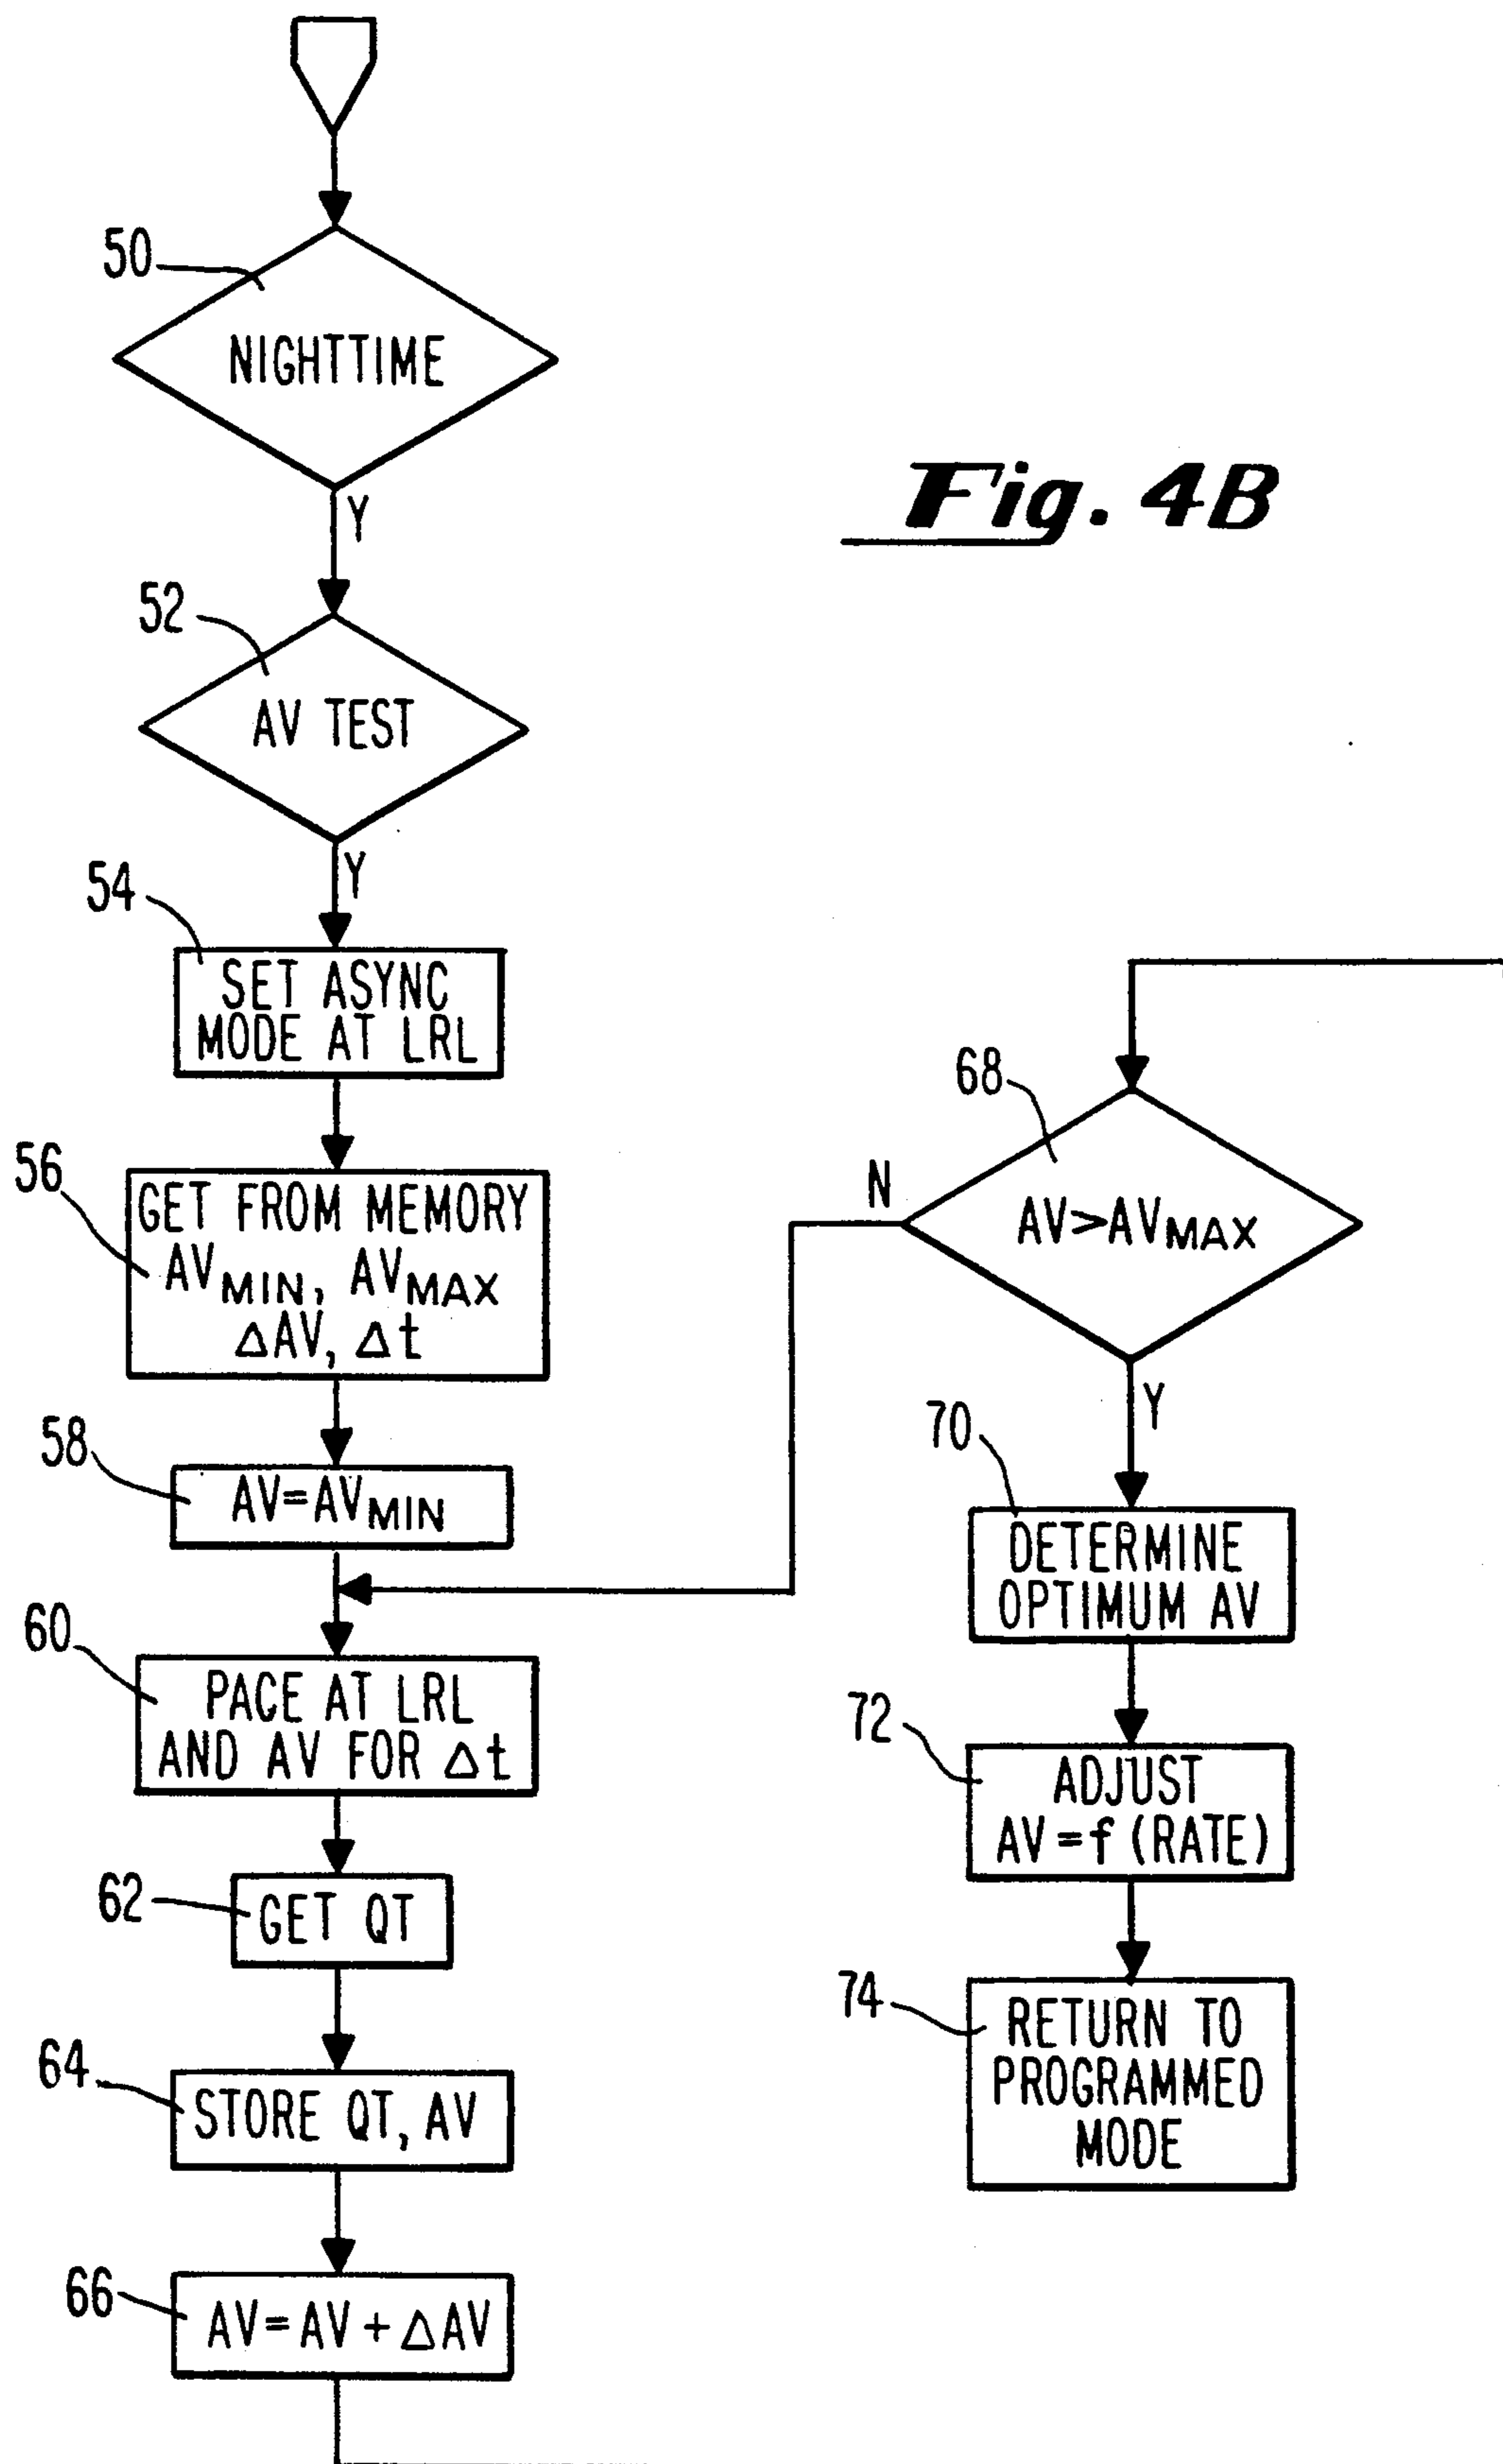 50
NIGHTTIME
Y
Fig. 4B
52
AV TEST
Y
54
SET ASYNC
MODE AT LRL
56
GET FROM MEMORY
AVMIN, AVMAX
ΔAV, Δt
58
AV=AVMIN
60
PACE AT LRL
AND AV FOR Δt
62
GET QT
64
STORE QT, AV
66
AV=AV+ΔAV
68
N
AV>AVMAX
Y
70
DETERMINE
OPTIMUM AV
72
ADJUST
AV=f (RATE)
74
RETURN TO
PROGRAMMED
MODE